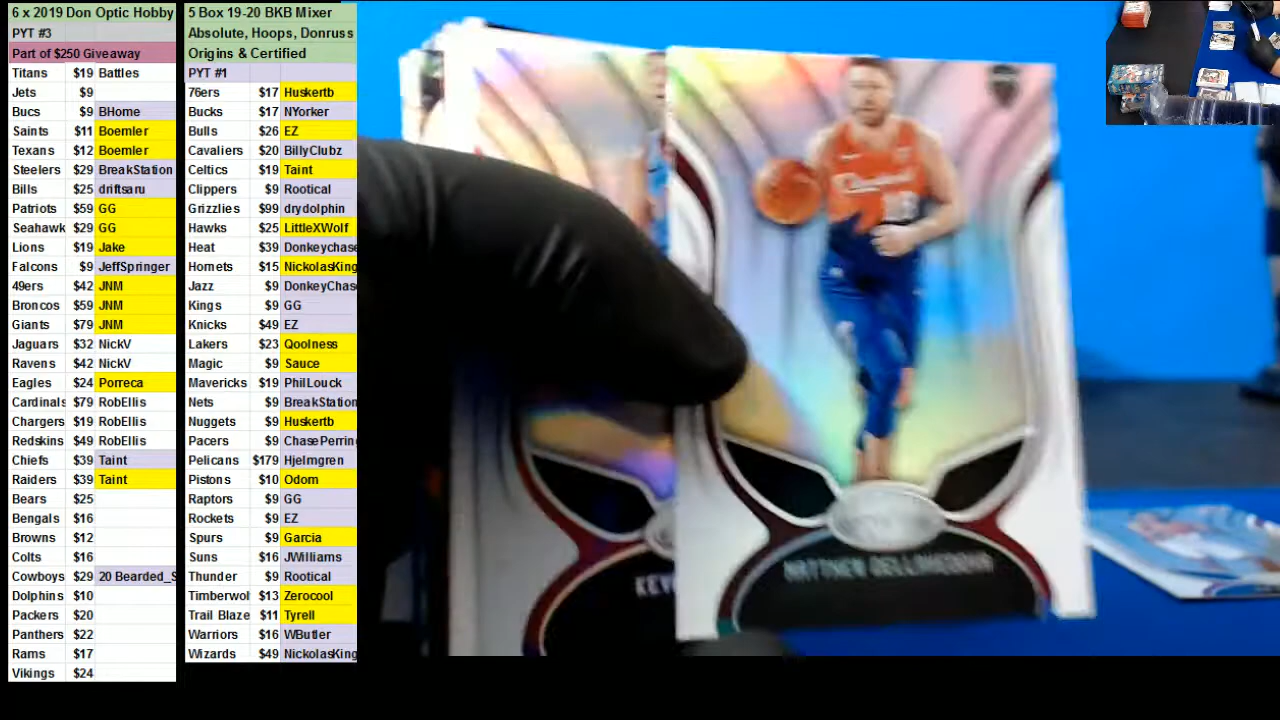 6 x 2019 Don Optic Hobby
PYT #3
Part of $250 Giveaway
Titans $19 Battles
Jets $9
Bucs $9 BHome
Saints $11 Boemler
Texans $12 Boemler
Steelers $29 BreakStation
Bills $25 driftsaru
Patriots $59 GG
Seahawk $29 GG
Lions $19 Jake
Falcons $9 JeffSpringer
49ers $42 JNM
Broncos $59 JNM
Giants $79 JNM
Jaguars $32 NickV
Ravens $42 NickV
Eagles $24 Porreca
Cardinals $79 RobEllis
Chargers $19 RobEllis
Redskins $49 RobEllis
Chiefs $39 Taint
Raiders $39 Taint
Bears $25
Bengals $16
Browns $12
Colts $16
Cowboys $29 20 Bearded_S
Dolphins $10
Packers $20
Panthers $22
Rams $17
Vikings $24
5 Box 19-20 BKB Mixer
Absolute, Hoops, Donruss
Origins & Certified
PYT #1
76ers $17 Huskertb
Bucks $17 NYorker
Bulls $26 EZ
Cavaliers $20 BillyClubz
Celtics $19 Taint
Clippers $9 Rootical
Grizzlies $99 drydolphin
Hawks $25 LittleXWolf
Heat $39 Donkeychase
Hornets $15 NickolasKing
Jazz $9 DonkeyChas
Kings $9 GG
Knicks $49 EZ
Lakers $23 Qoolness
Magic $9 Sauce
Mavericks $19 PhilLouck
Nets $9 BreakStation
Nuggets $9 Huskertb
Pacers $9 ChasePerrin
Pelicans $179 Hjelmgren
Pistons $10 Odom
Raptors $9 GG
Rockets $9 EZ
Spurs $9 Garcia
Suns $16 JWilliams
Thunder $9 Rootical
Timberwol $13 Zerocool
Trail Blaze $11 Tyrell
Warriors $16 WButler
Wizards $49 NickolasKing
KEV
MATTHEW DELLAVEDOVA